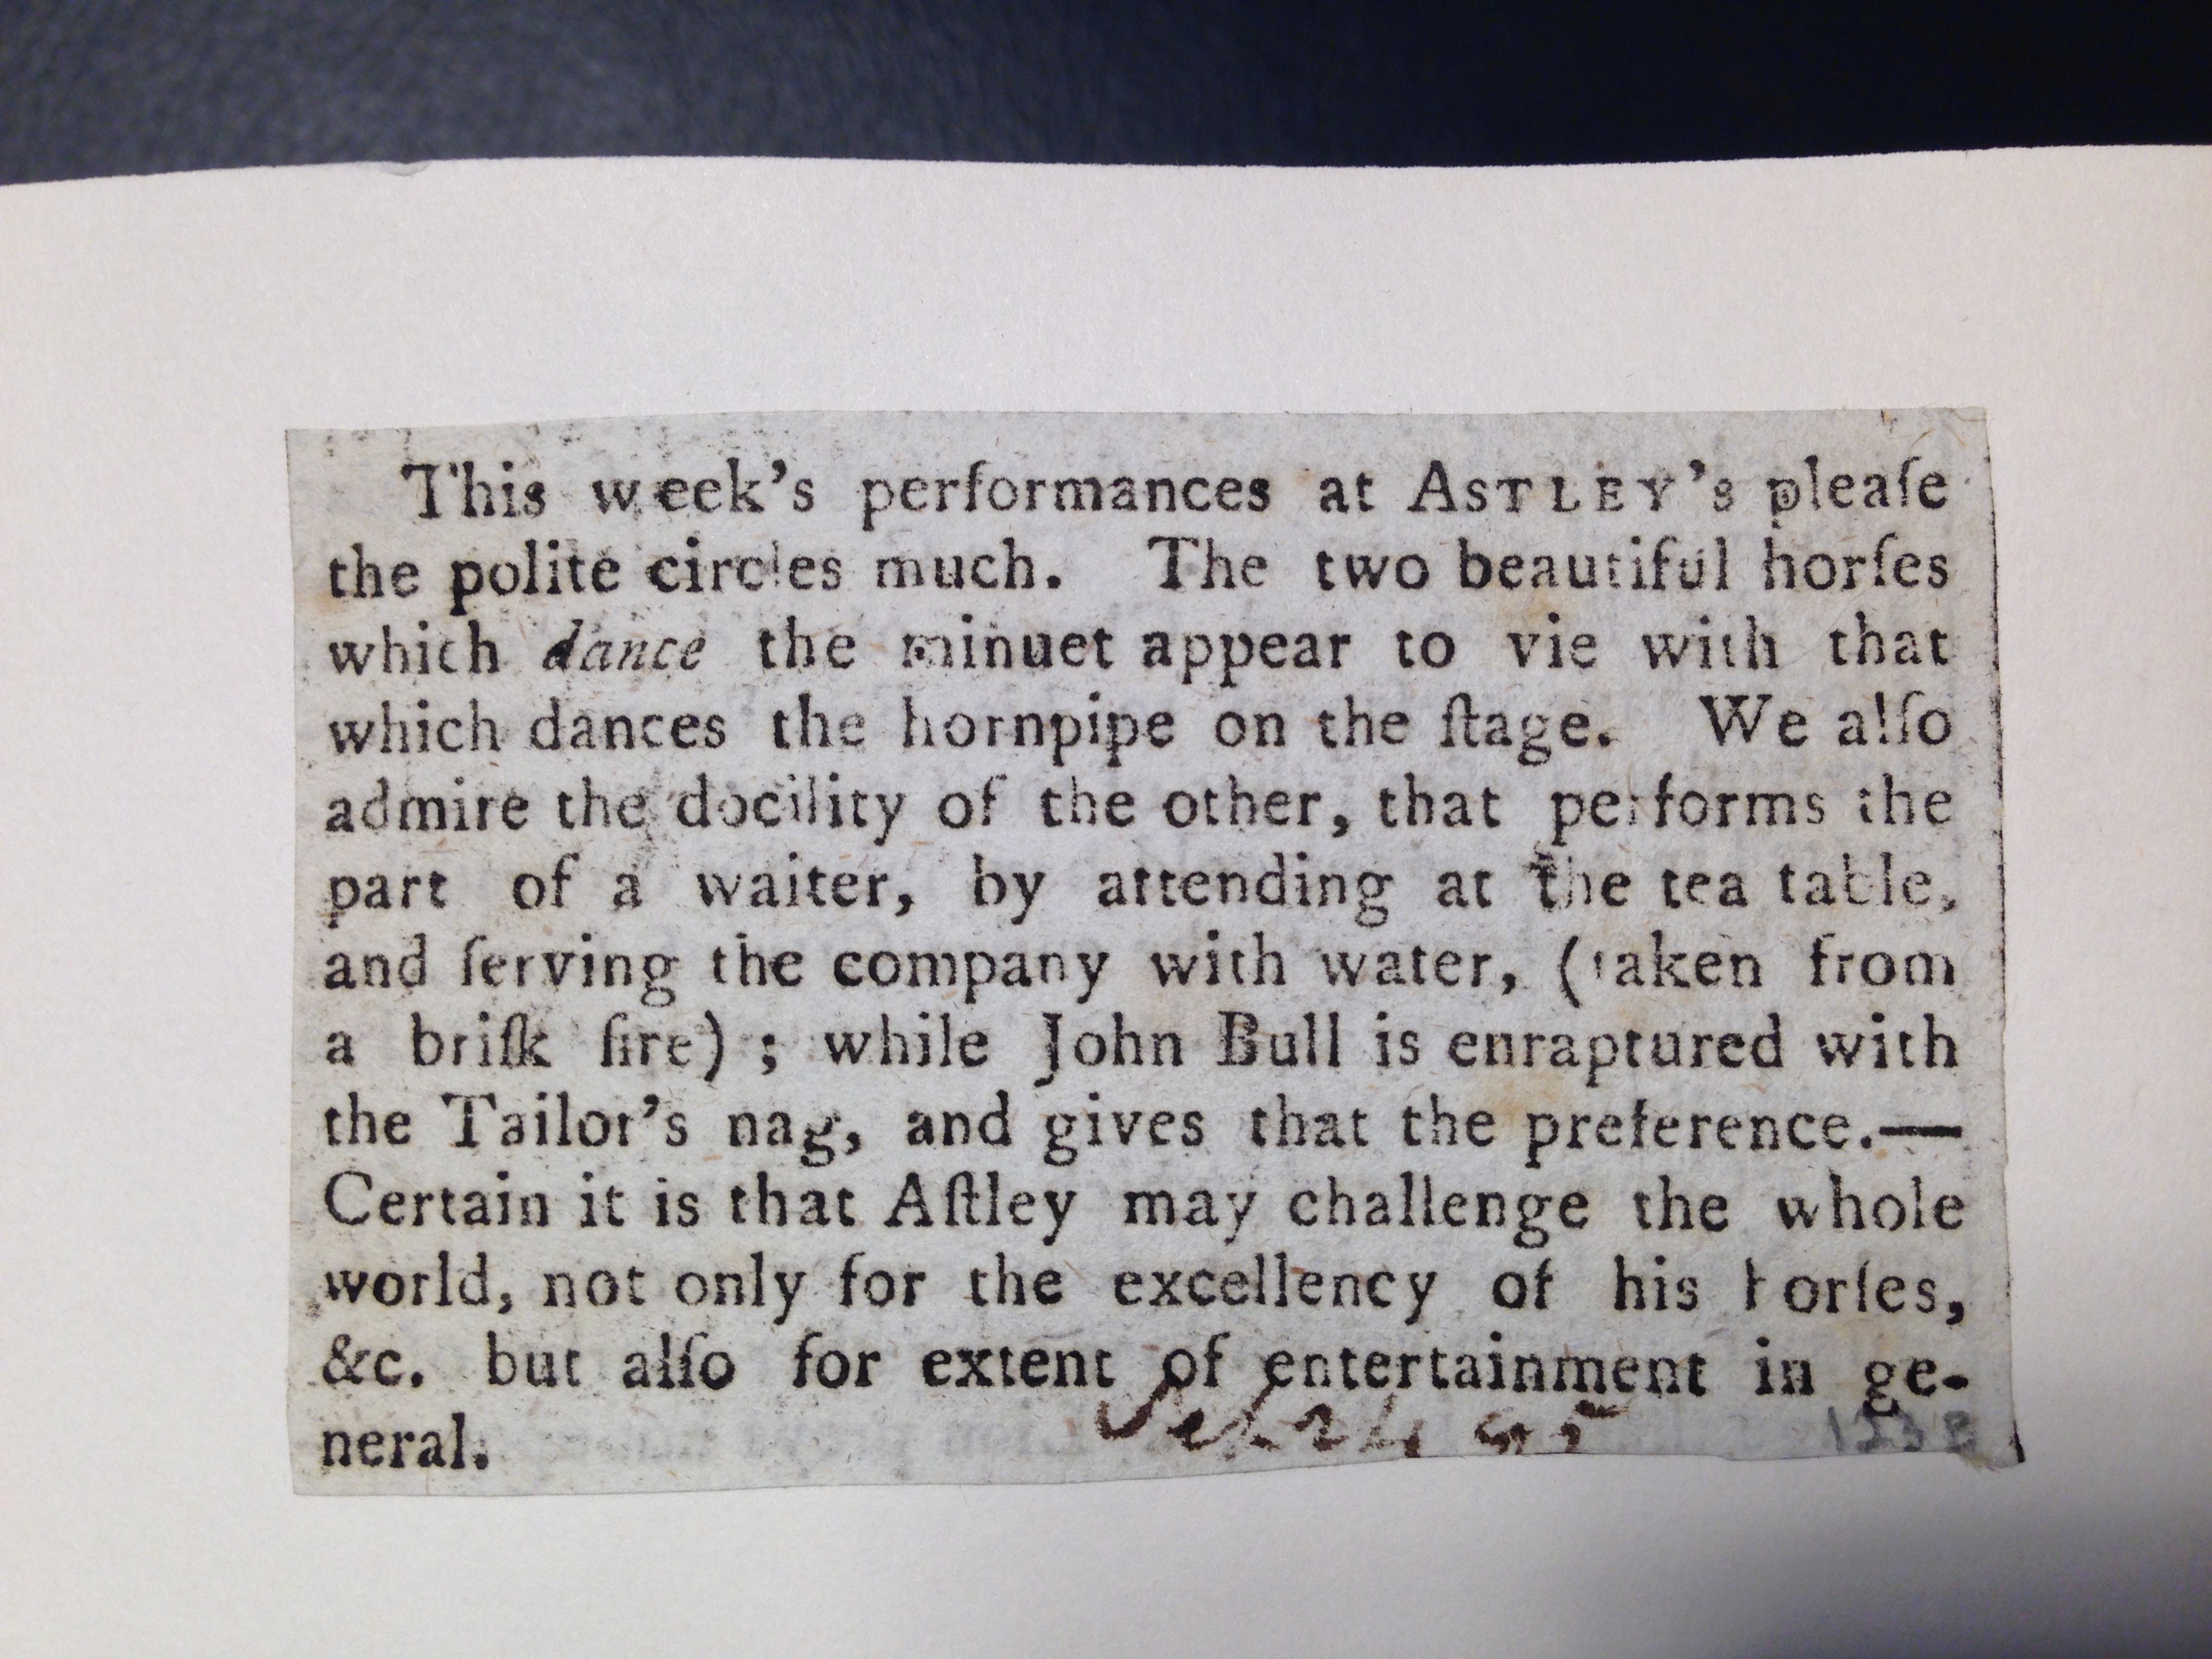 This week's performances at ASTLEY's pleaſe
the polite circles much. The two beautiful horſes
which dance the minuet appear to vie with that
which dances the hornpipe on the ſtage. We alſo
admire the docility of the other, that performs the
part of a waiter, by attending at the tea table,
and ſerving the company with water, (taken from
a briſk fire) ; while John Bull is enraptured with
the Tailor's nag, and gives that the preference.—
Certain it is that Aſtley may challenge the whole
world, not only for the excellency of his horſes,
&c. but alſo for extent of entertainment in ge-
neral.